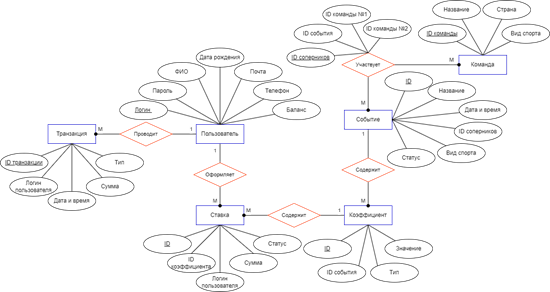 Название
Страна
ID команды №1
ID события
ID команды №2
ID команды
Вид спорта
ID соперников
Участвует
M
Команда
M
Дата рождения
ФИО
Почта
ID
Название
Пароль
Телефон
Дата и время
Логин
Баланс
Транзакция
M
Проводит
1
Пользователь
Событие
ID соперников
ID транзакции
Тип
Статус
Вид спорта
Логин
пользователя
Сумма
Дата и время
1
Оформляет
M
1
Содержит
M
Ставка
M
Содержит
1
Коэффициент
ID
Статус
ID
Значение
ID
коэффициента
Сумма
ID события
Тип
Логин
пользователя